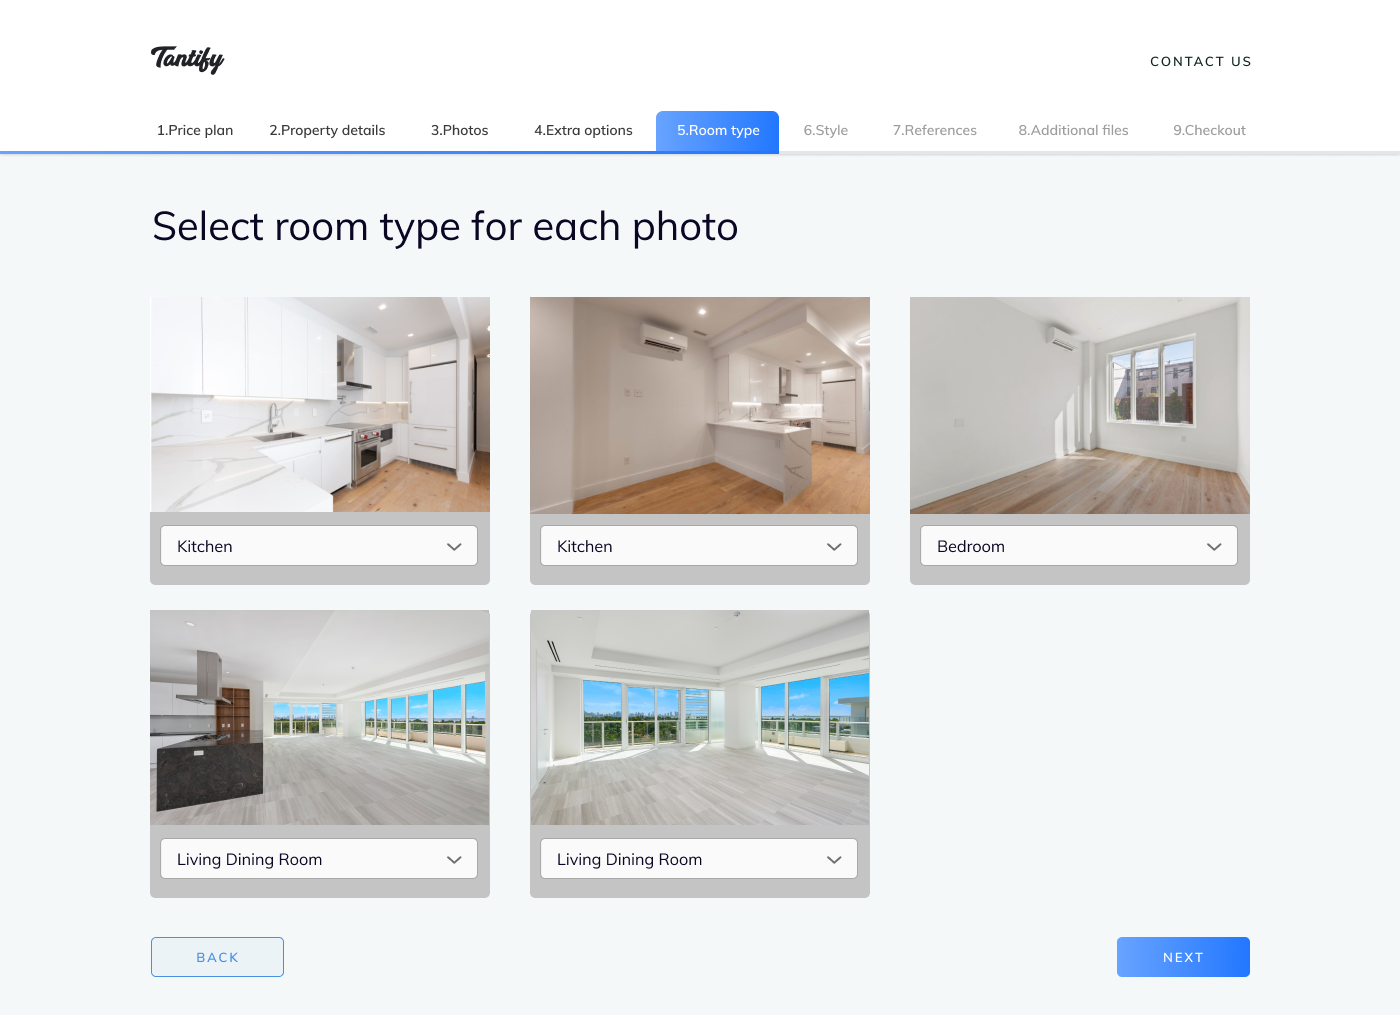 Tantify
CONTACT US
1.Price plan 2.Property details 3.Photos 4.Extra options 5.Room type 6.Style 7.References 8.Additional files 9.Checkout
Select room type for each photo
Kitchen
Kitchen
Bedroom
Living Dining Room
Living Dining Room
BACK
NEXT